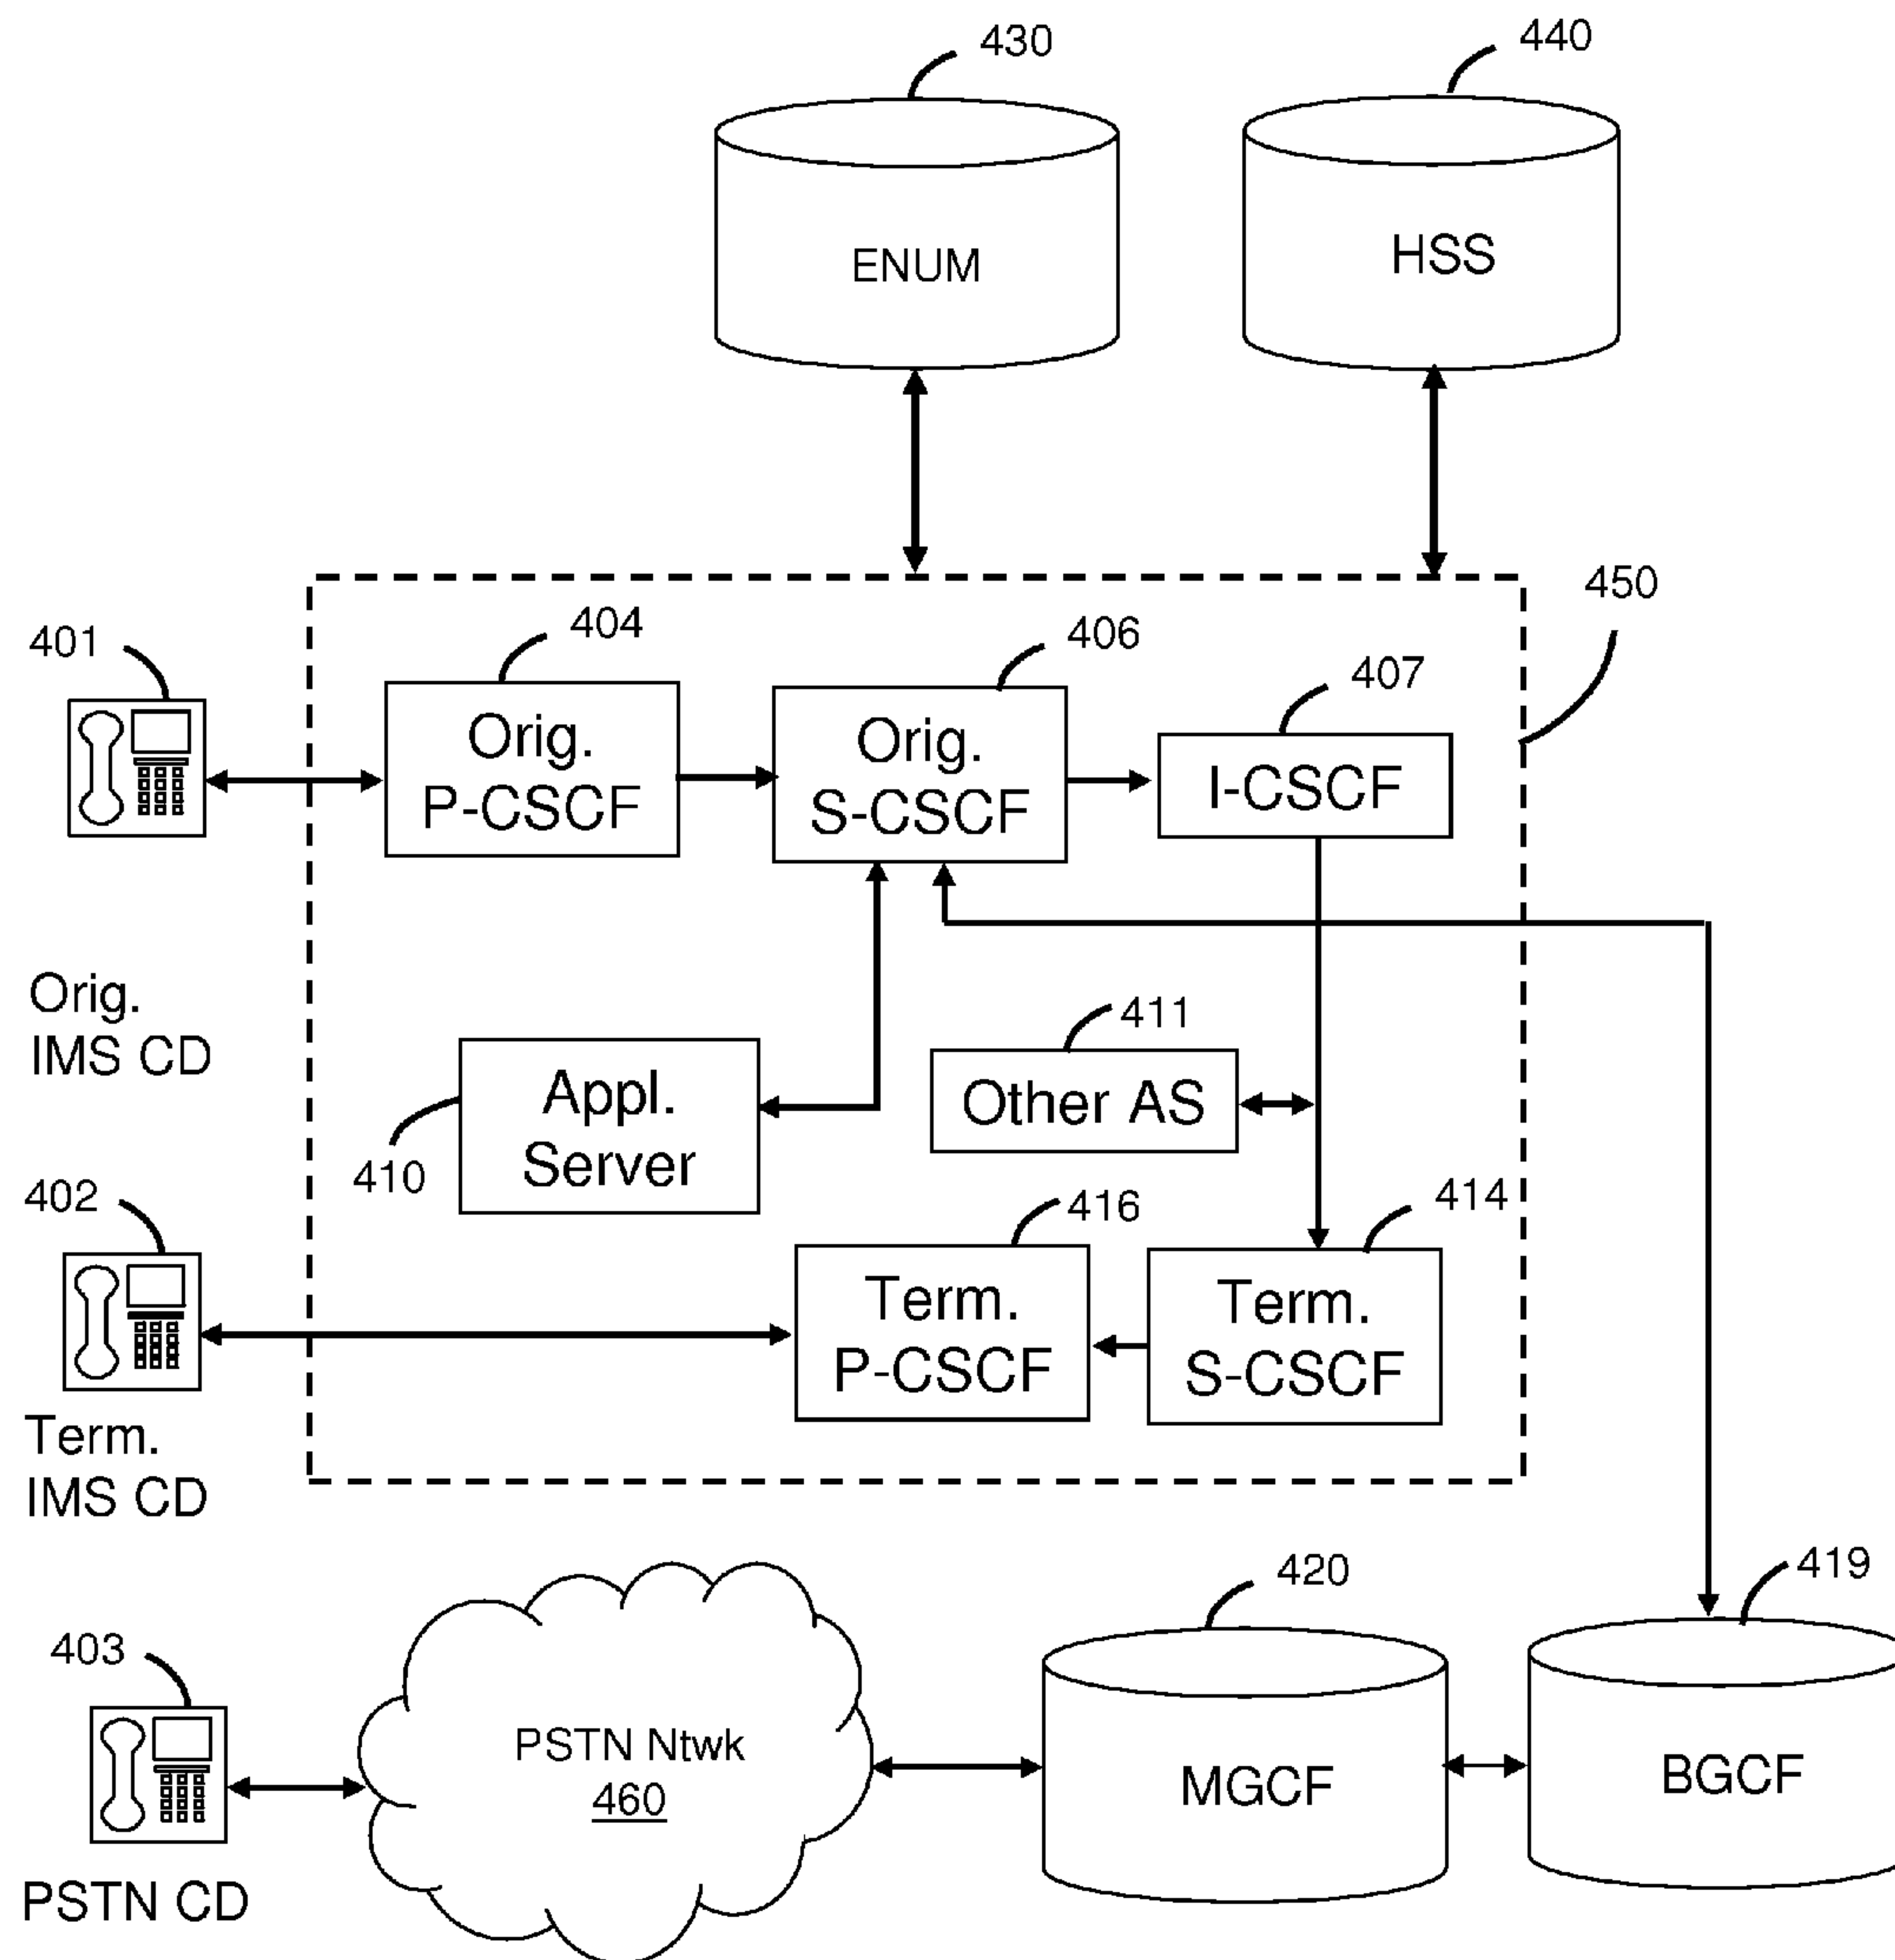 430
440
ENUM
HSS
450
401
404
406
407
Orig.
P-CSCF
Orig.
S-CSCF
I-CSCF
Orig.
IMS CD
411
Other AS
Appl.
Server
410
402
416
414
Term.
P-CSCF
Term.
S-CSCF
Term.
IMS CD
420
419
403
PSTN Ntwk
460
MGCF
BGCF
PSTN CD